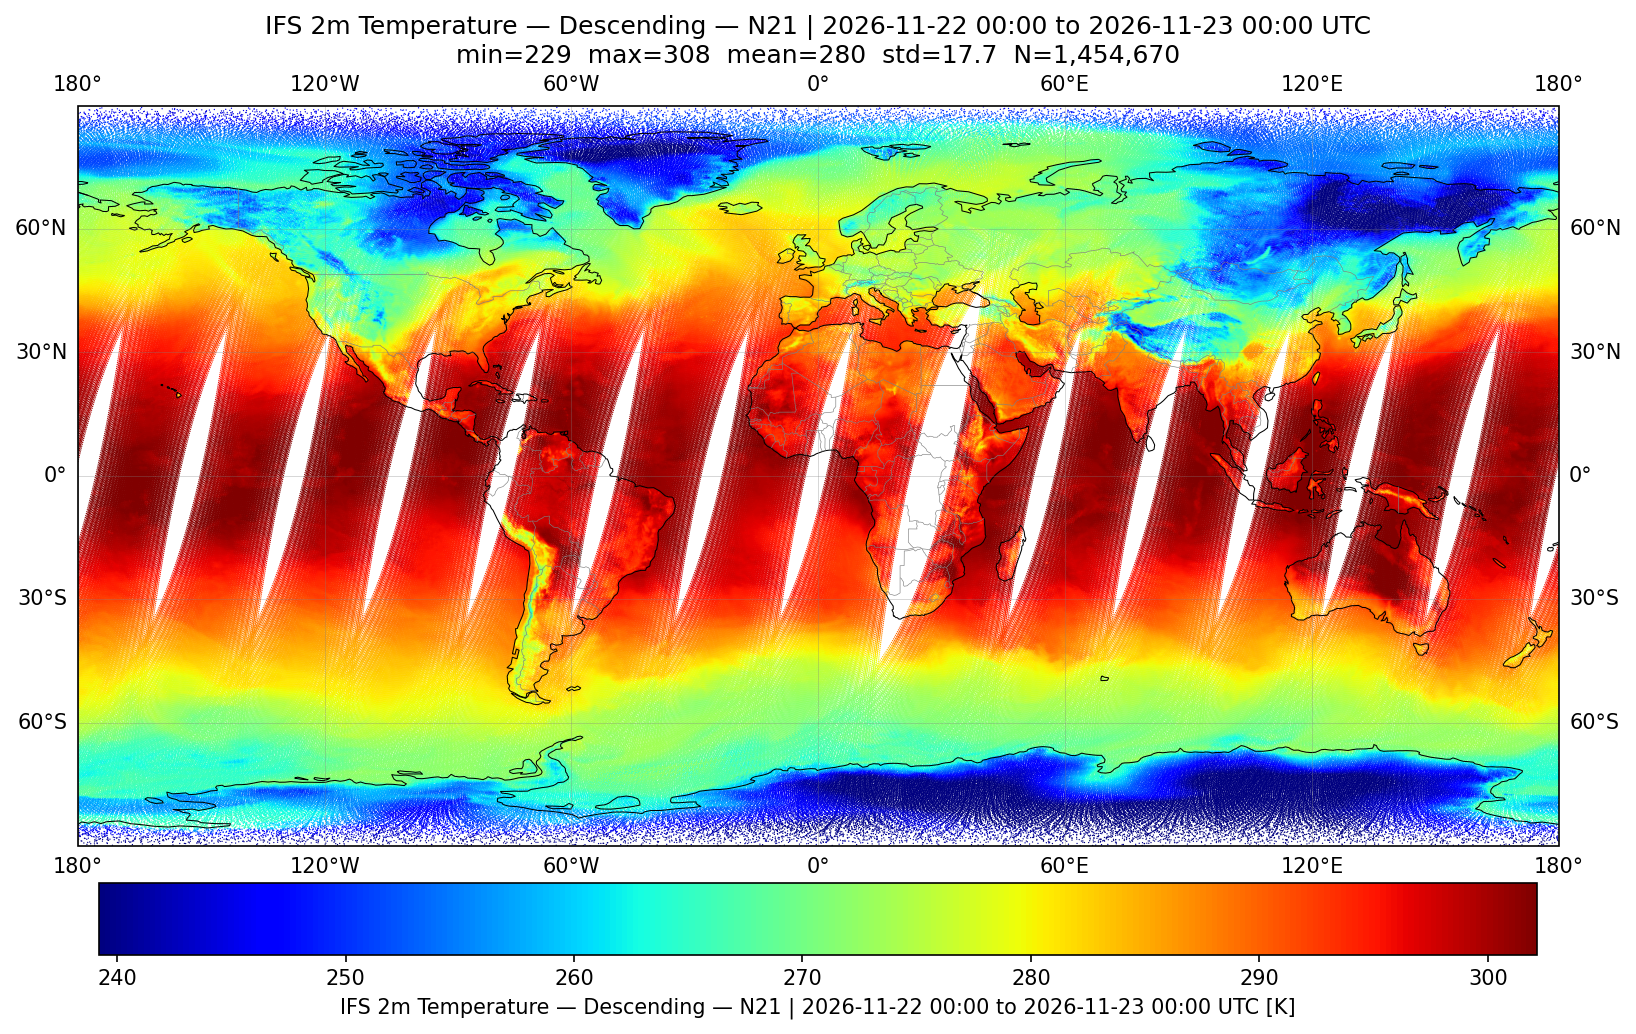 IFS 2m Temperature — Descending — N21 | 2026-11-22 00:00 to 2026-11-23 00:00 UTC
min=229  max=308  mean=280  std=17.7  N=1,454,670
180° 120°W 60°W 0° 60°E 120°E 180°
60°N 60°N
30°N 30°N
0° 0°
30°S 30°S
60°S 60°S
180° 120°W 60°W 0° 60°E 120°E 180°
240 250 260 270 280 290 300
IFS 2m Temperature — Descending — N21 | 2026-11-22 00:00 to 2026-11-23 00:00 UTC [K]